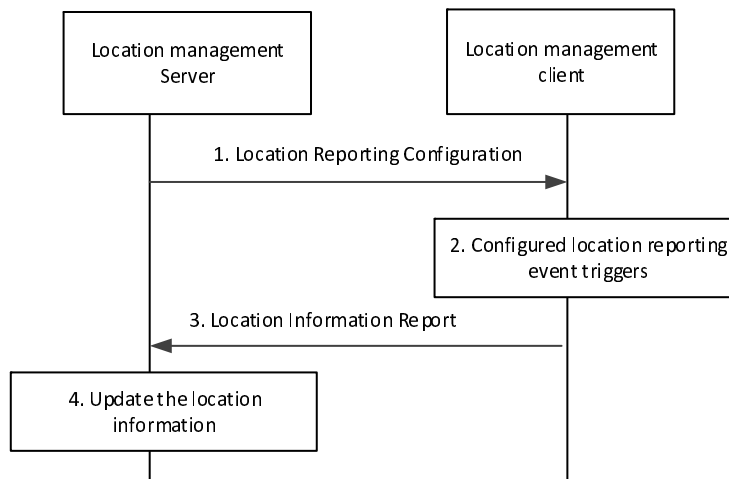 Location management
Server
Location management
client
1. Location Reporting Configuration
2. Configured location reporting
event triggers
3. Location Information Report
4. Update the location
information